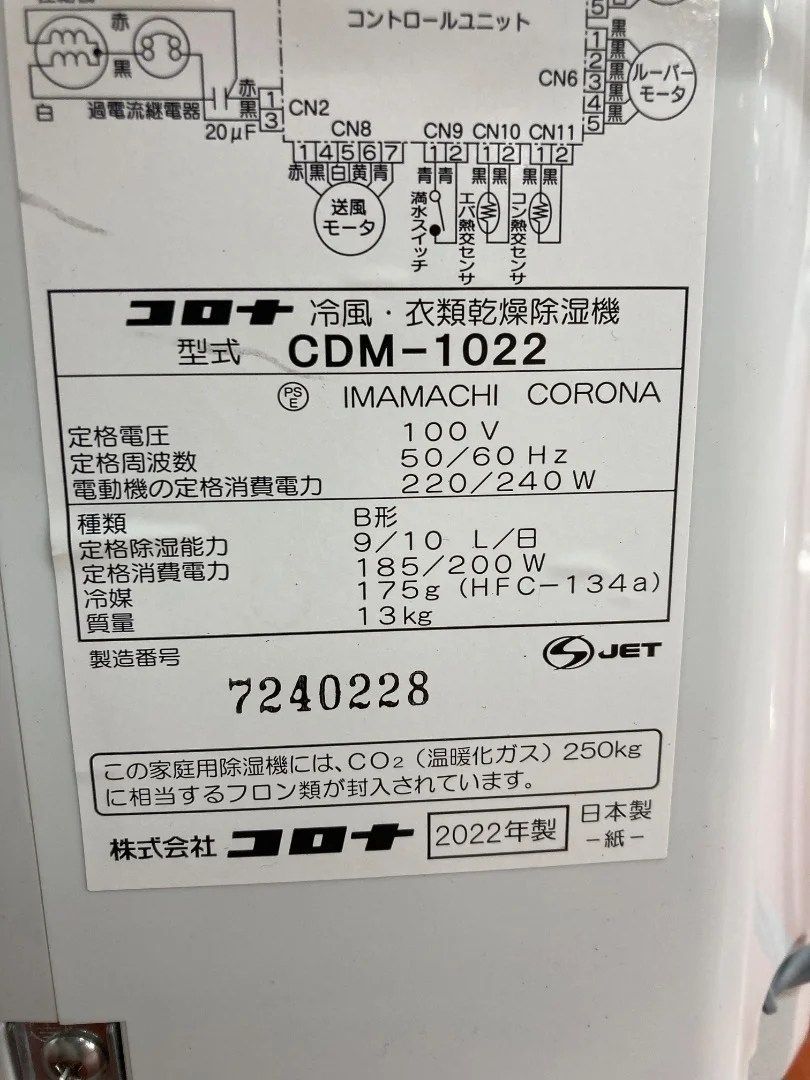 コントロールユニット
赤
黒
白
過電流継電器
20μF
赤
黒
1
3
CN2
CN8
1 4 5 6 7
赤 黒 白 黄 青
送風
モータ
CN9 CN10 CN11
1 2 1 2 1 2
青 青 黒 黒 黒 黒
満水スイッチ
エバ熱交センサ
コン熱交センサ
5
CN6
1 黒
2 黒
3 黒
4 黒
5 黒
ルーバー
モータ
コロナ 冷風・衣類乾燥除湿機
型式 CDM-1022
PS
E
IMAMACHI CORONA
定格電圧 100 V
定格周波数 50/60 Hz
電動機の定格消費電力 220/240 W
種類 B形
定格除湿能力 9/10 L/日
定格消費電力 185/200 W
冷媒 175g (HFC-134a)
質量 13kg
製造番号
S JET
7240228
この家庭用除湿機には、CO2(温暖化ガス)250kg
に相当するフロン類が封入されています。
株式会社 コロナ 2022年製 日本製
-紙-